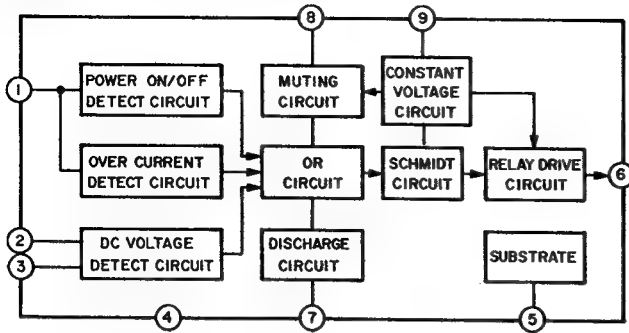 8
9
1
POWER ON/OFF
DETECT CIRCUIT
MUTING
CIRCUIT
CONSTANT
VOLTAGE
CIRCUIT
OVER CURRENT
DETECT CIRCUIT
OR
CIRCUIT
SCHMIDT
CIRCUIT
RELAY DRIVE
CIRCUIT
6
2
3
DC VOLTAGE
DETECT CIRCUIT
DISCHARGE
CIRCUIT
SUBSTRATE
4
7
5